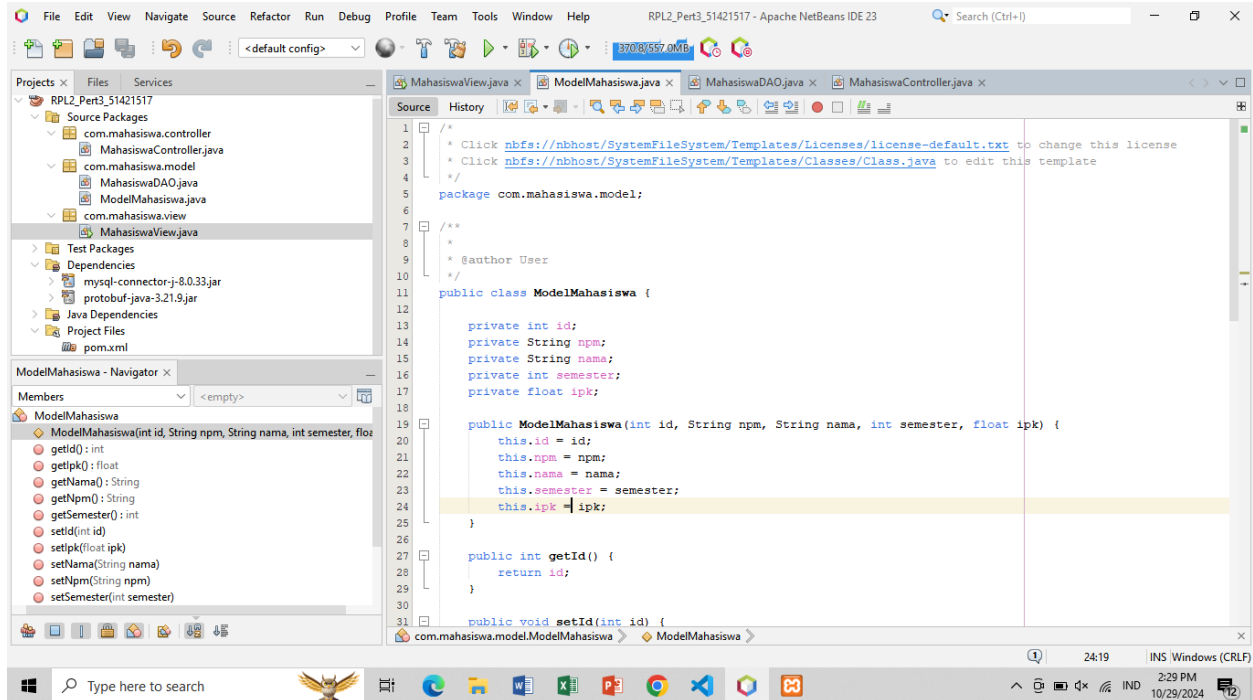 File Edit View Navigate Source Refactor Run Debug Profile Team Tools Window Help RPL2_Pert3_51421517 - Apache NetBeans IDE 23 Search (Ctrl+I)
<default config> 370.8/557.0MB
Projects Files Services
RPL2_Pert3_51421517
Source Packages
com.mahasiswa.controller
MahasiswaController.java
com.mahasiswa.model
MahasiswaDAO.java
ModelMahasiswa.java
com.mahasiswa.view
MahasiswaView.java
Test Packages
Dependencies
mysql-connector-j-8.0.33.jar
protobuf-java-3.21.9.jar
Java Dependencies
Project Files
pom.xml
ModelMahasiswa - Navigator
Members <empty>
ModelMahasiswa
ModelMahasiswa(int id, String npm, String nama, int semester, floa
getId() : int
getIpk() : float
getNama() : String
getNpm() : String
getSemester() : int
setId(int id)
setIpk(float ipk)
setNama(String nama)
setNpm(String npm)
setSemester(int semester)
MahasiswaView.java ModelMahasiswa.java MahasiswaDAO.java MahasiswaController.java
Source History
1 /*
2 * Click nbfs://nbhost/SystemFileSystem/Templates/Licenses/license-default.txt to change this license
3 * Click nbfs://nbhost/SystemFileSystem/Templates/Classes/Class.java to edit this template
4 */
5 package com.mahasiswa.model;
6
7 /**
8 *
9 * @author User
10 */
11 public class ModelMahasiswa {
12
13 private int id;
14 private String npm;
15 private String nama;
16 private int semester;
17 private float ipk;
18
19 public ModelMahasiswa(int id, String npm, String nama, int semester, float ipk) {
20 this.id = id;
21 this.npm = npm;
22 this.nama = nama;
23 this.semester = semester;
24 this.ipk = ipk;
25 }
26
27 public int getId() {
28 return id;
29 }
30
31 public void setId(int id) {
com.mahasiswa.model.ModelMahasiswa ModelMahasiswa
1 24:19 INS Windows (CRLF)
Type here to search IND 2:29 PM
10/29/2024 12